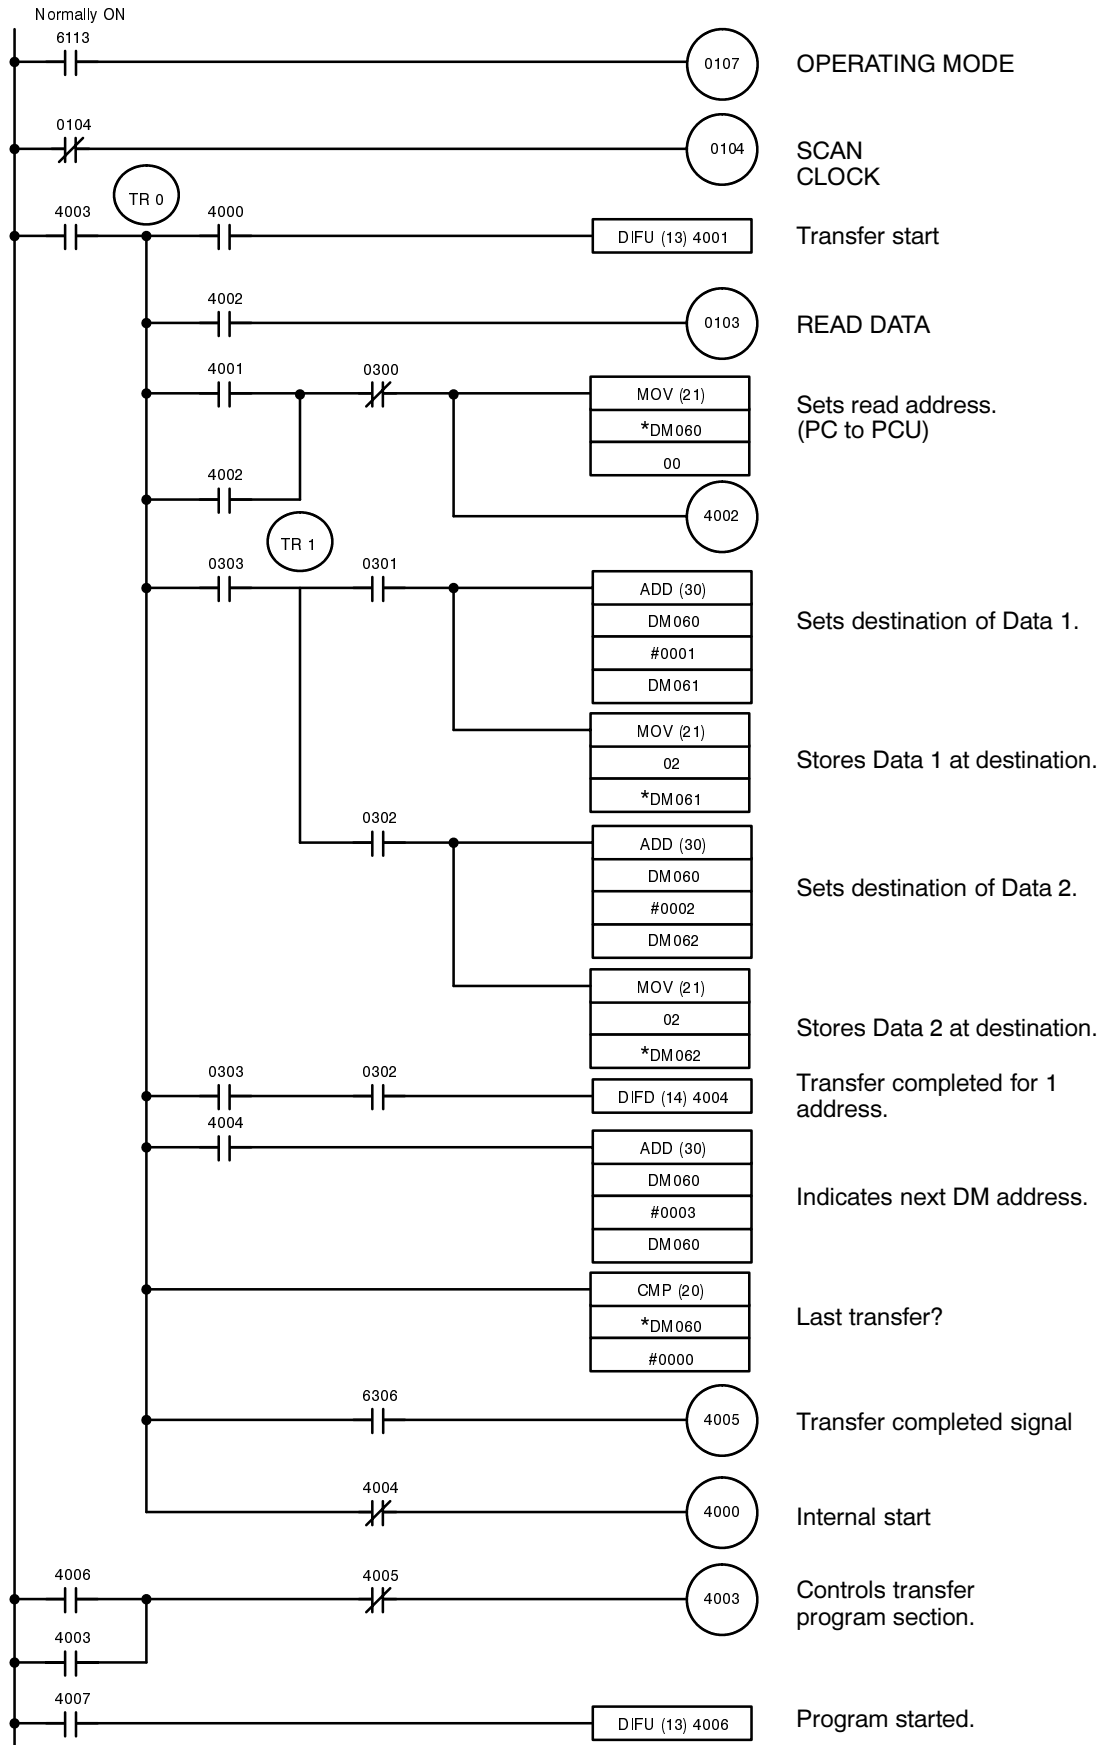 Normally ON
6113
0107
OPERATING MODE
0104
0104
SCAN
CLOCK
TR 0
4003
4000
DIFU (13) 4001
Transfer start
4002
0103
READ DATA
4001
0300
MOV (21)
*DM060
00
Sets read address.
(PC to PCU)
4002
4002
TR 1
0303
0301
ADD (30)
DM060
#0001
DM061
Sets destination of Data 1.
MOV (21)
02
*DM061
Stores Data 1 at destination.
0302
ADD (30)
DM060
#0002
DM062
Sets destination of Data 2.
MOV (21)
02
*DM062
Stores Data 2 at destination.
0303
0302
DIFD (14) 4004
Transfer completed for 1
address.
4004
ADD (30)
DM060
#0003
DM060
Indicates next DM address.
CMP (20)
*DM060
#0000
Last transfer?
6306
4005
Transfer completed signal
4004
4000
Internal start
4006
4005
4003
Controls transfer
program section.
4003
4007
DIFU (13) 4006
Program started.